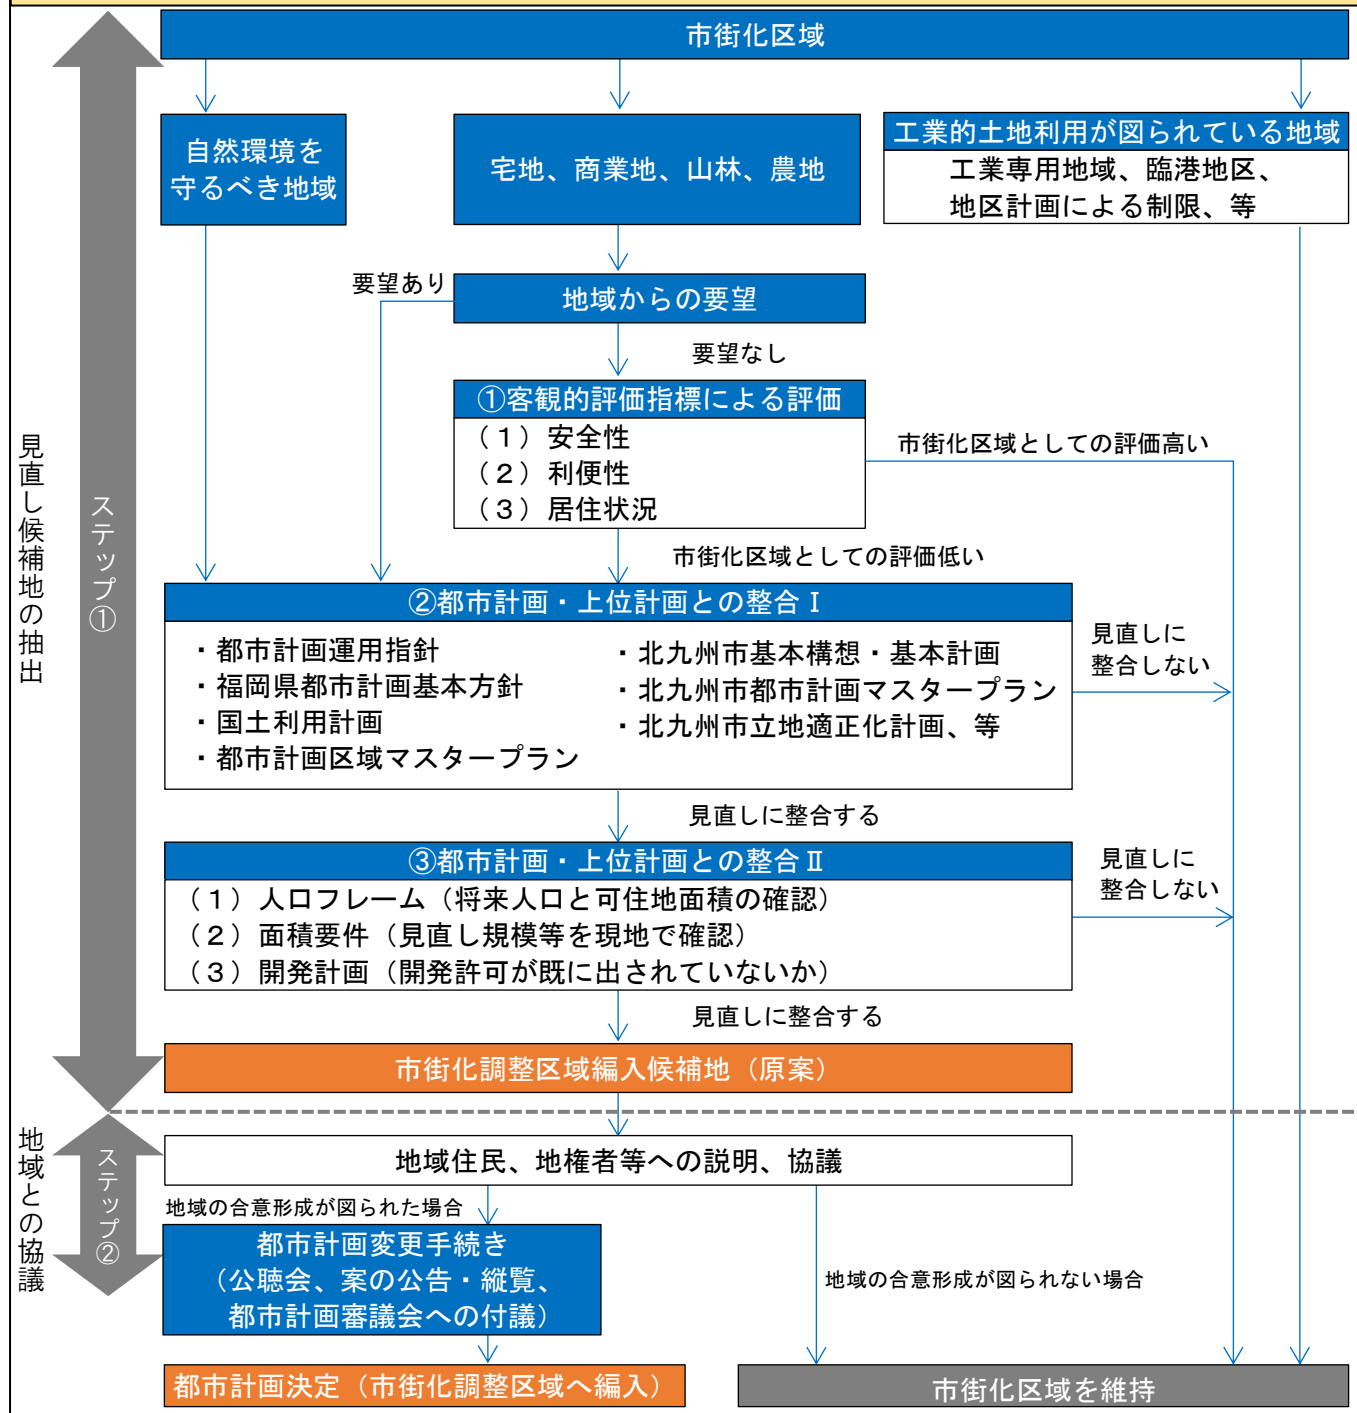 市街化区域
自然環境を
守るべき地域
宅地、商業地、山林、農地
工業的土地利用が図られている地域
工業専用地域、臨港地区、
地区計画による制限、等
要望あり
地域からの要望
要望なし
①客観的評価指標による評価
（１）安全性
（２）利便性
（３）居住状況
市街化区域としての評価高い
市街化区域としての評価低い
見直し候補地の抽出
ステップ①
②都市計画・上位計画との整合Ⅰ
・都市計画運用指針
・福岡県都市計画基本方針
・国土利用計画
・都市計画区域マスタープラン
・北九州市基本構想・基本計画
・北九州市都市計画マスタープラン
・北九州市立地適正化計画、等
見直しに
整合しない
見直しに整合する
③都市計画・上位計画との整合Ⅱ
（１）人口フレーム（将来人口と可住地面積の確認）
（２）面積要件（見直し規模等を現地で確認）
（３）開発計画（開発許可が既に出されていないか）
見直しに
整合しない
見直しに整合する
市街化調整区域編入候補地（原案）
地域との協議
ステップ②
地域住民、地権者等への説明、協議
地域の合意形成が図られた場合
都市計画変更手続き
（公聴会、案の公告・縦覧、
都市計画審議会への付議）
地域の合意形成が図られない場合
都市計画決定（市街化調整区域へ編入）
市街化区域を維持